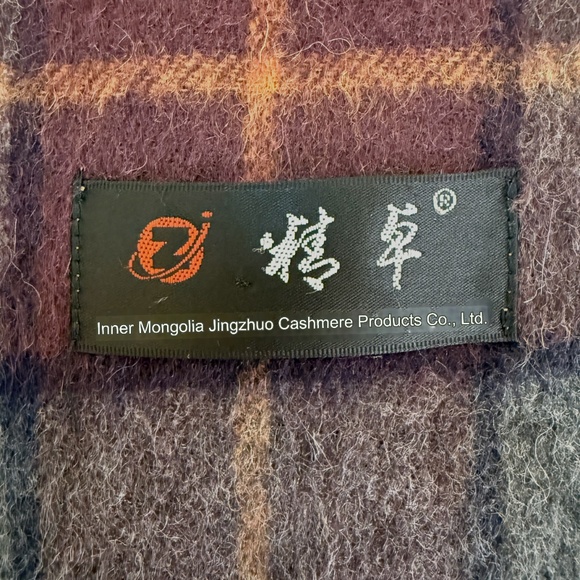 精卓®
Inner Mongolia Jingzhuo Cashmere Products Co., Ltd.